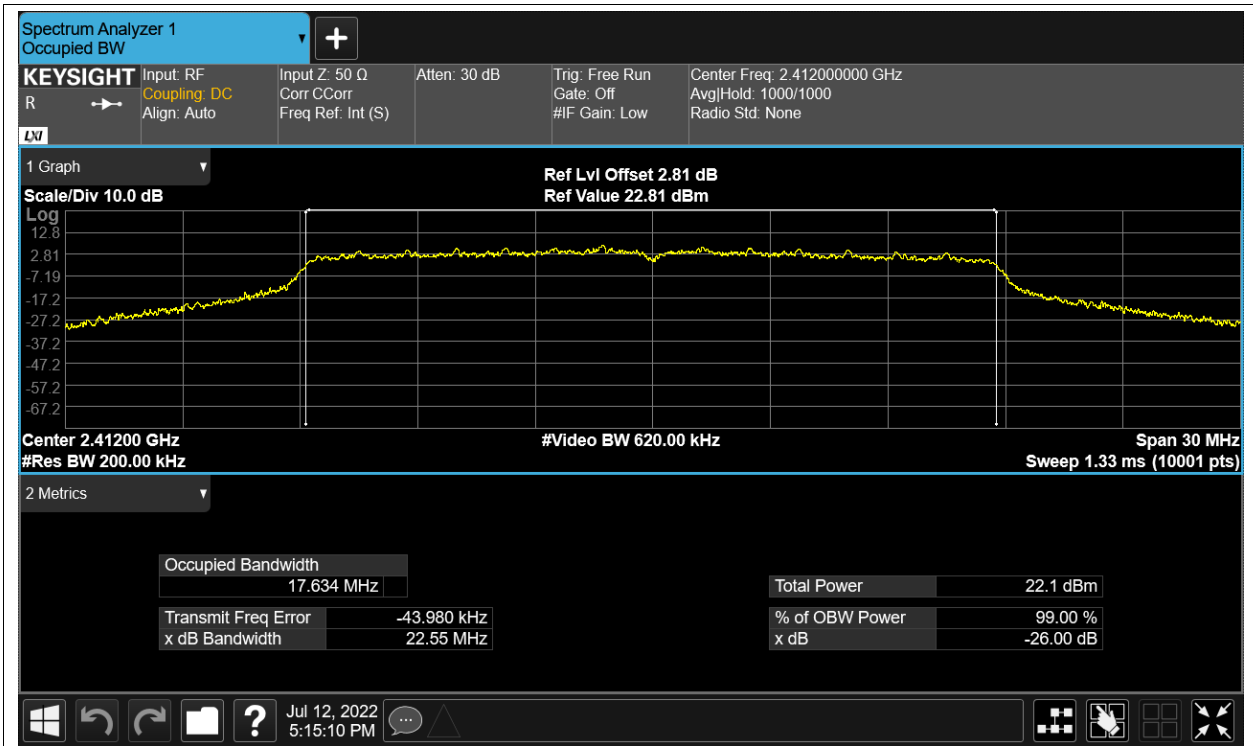 Spectrum Analyzer 1
Occupied BW
+
KEYSIGHT
R
LXI
Input: RF
Coupling: DC
Align: Auto
Input Z: 50 Ω
Corr CCorr
Freq Ref: Int (S)
Atten: 30 dB
Trig: Free Run
Gate: Off
#IF Gain: Low
Center Freq: 2.412000000 GHz
Avg|Hold: 1000/1000
Radio Std: None
1 Graph
Scale/Div 10.0 dB
Ref Lvl Offset 2.81 dB
Ref Value 22.81 dBm
Log
12.8
2.81
-7.19
-17.2
-27.2
-37.2
-47.2
-57.2
-67.2
Center 2.41200 GHz
#Res BW 200.00 kHz
#Video BW 620.00 kHz
Span 30 MHz
Sweep 1.33 ms (10001 pts)
2 Metrics
Occupied Bandwidth
17.634 MHz
Total Power 22.1 dBm
Transmit Freq Error -43.980 kHz
% of OBW Power 99.00 %
x dB Bandwidth 22.55 MHz
x dB -26.00 dB
?
Jul 12, 2022
5:15:10 PM